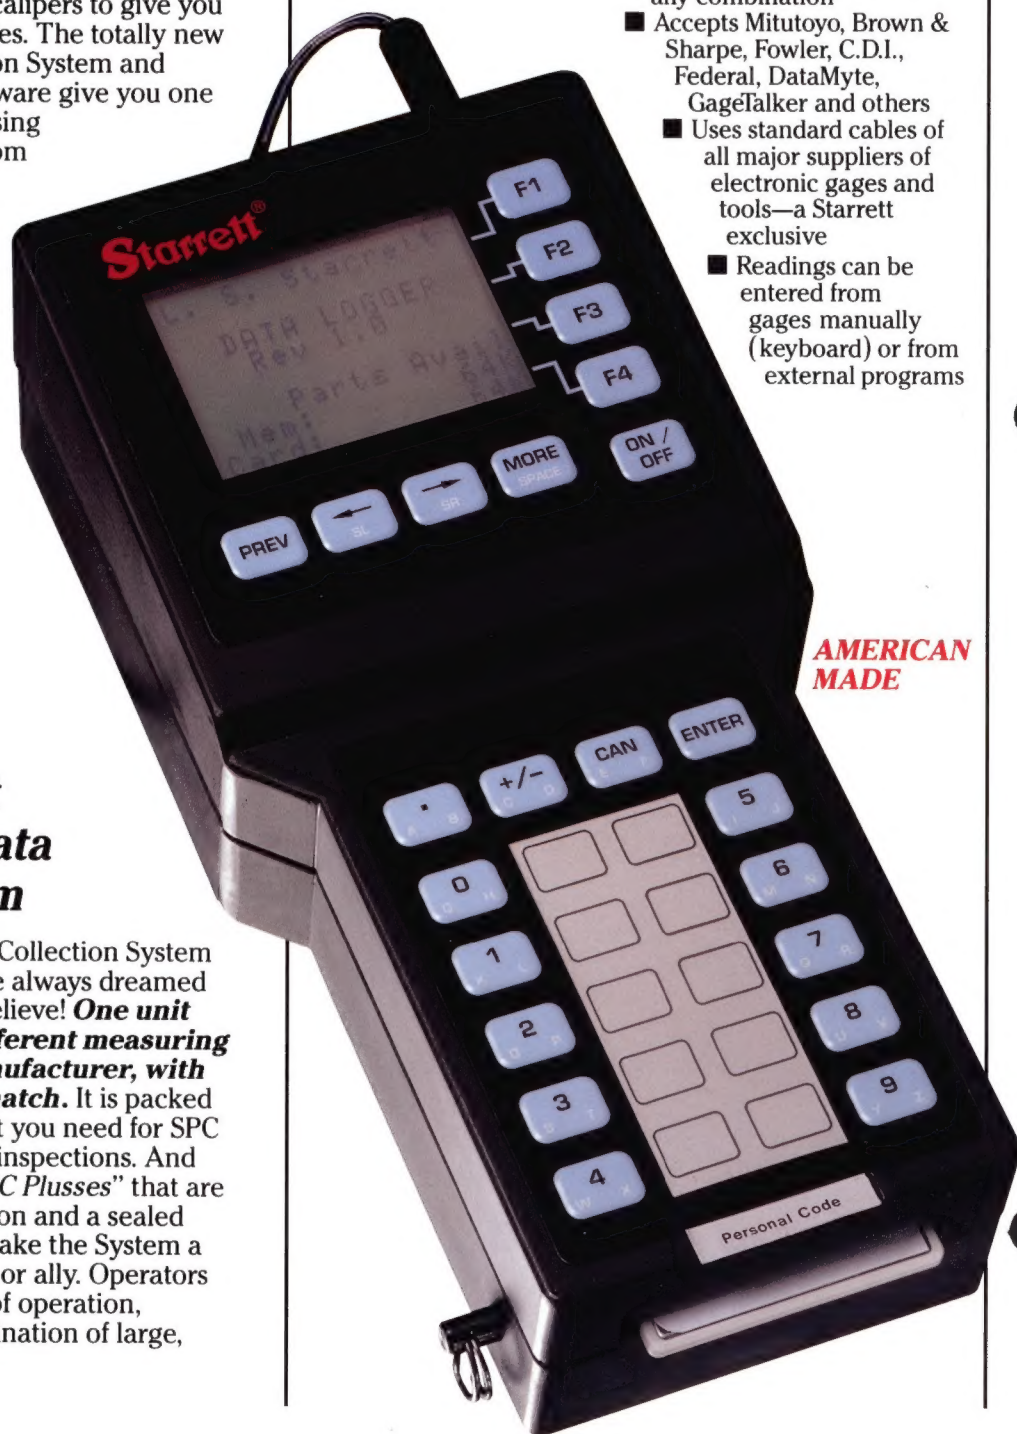 calipers to give you
es. The totally new
on System and
ware give you one
sing
om
ata
m
Collection System
e always dreamed
elieve! One unit
ferent measuring
nufacturer, with
natch. It is packed
t you need for SPC
inspections. And
C Plusses" that are
on and a sealed
ake the System a
or ally. Operators
of operation,
nation of large,
any combination
■ Accepts Mitutoyo, Brown &
Sharpe, Fowler, C.D.I.,
Federal, DataMyte,
GageTalker and others
■ Uses standard cables of
all major suppliers of
electronic gages and
tools—a Starrett
exclusive
■ Readings can be
entered from
gages manually
(keyboard) or from
external programs
AMERICAN
MADE
Starrett®
L. S. Starrett
DATA LOGGER
Rev 1.0
Parts Avail
Mem:
Card:
F1
F2
F3
F4
PREV
← SL
→ SR
MORE SPACE
ON / OFF
. A B
+/- C D
CAN E F
ENTER
0 G H
5 I J
1 K L
6 M N
2 O P
7 Q R
3 S T
8 U V
4 W X
9 Y Z
Personal Code